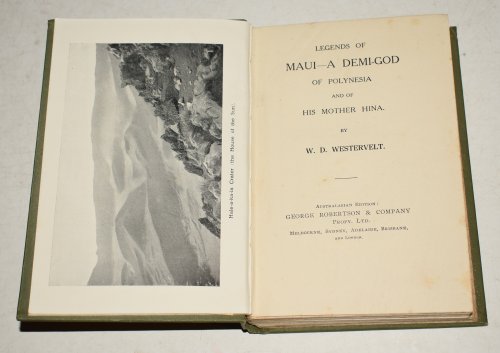 Hale-a-ka-la Crater (the House of the Sun).
LEGENDS OF
MAUI—A DEMI-GOD
OF POLYNESIA
AND OF
HIS MOTHER HINA.
BY
W. D. WESTERVELT.
AUSTRALASIAN EDITION:
GEORGE ROBERTSON & COMPANY
PROPY. LTD.
MELBOURNE, SYDNEY, ADELAIDE, BRISBANE,
AND LONDON.